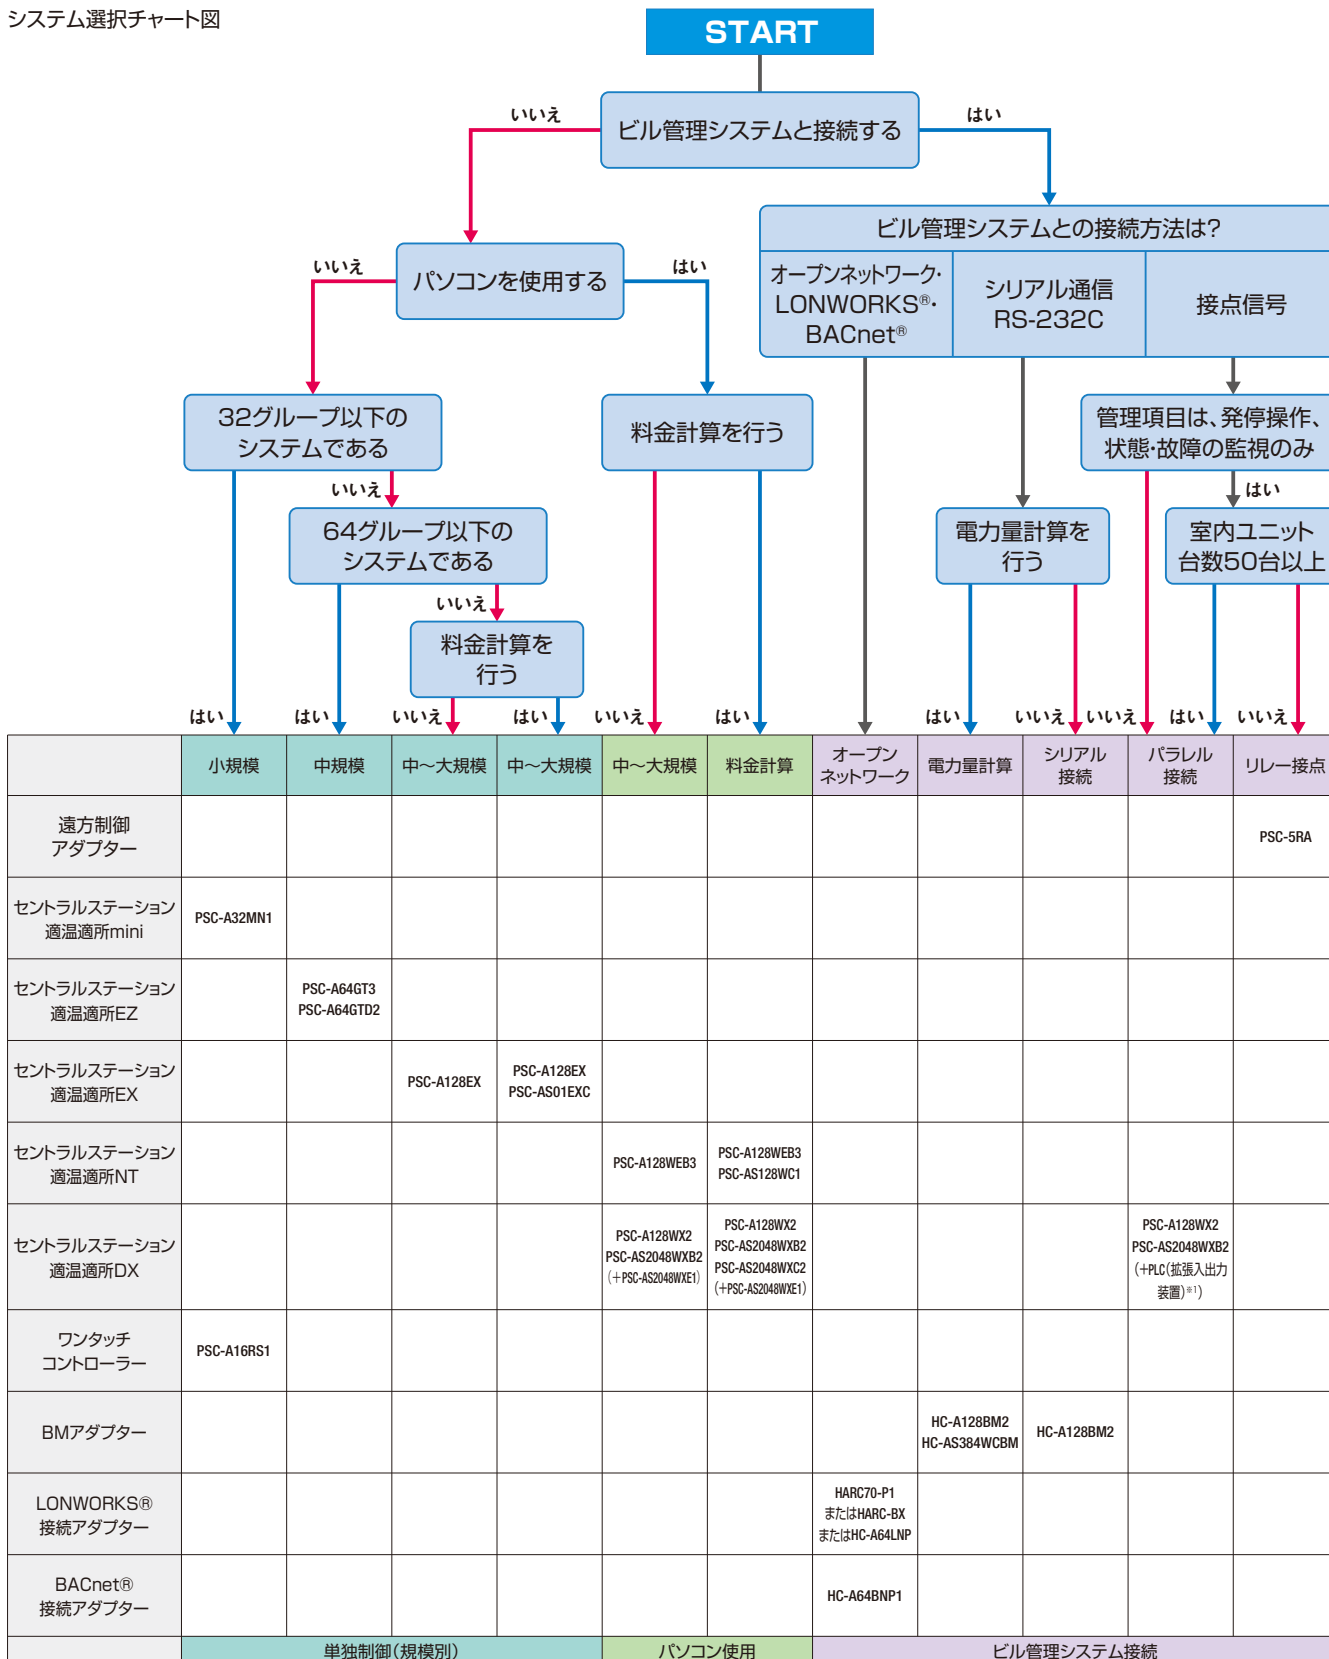 システム選択チャート図
START
ビル管理システムと接続する
いいえ
はい
ビル管理システムとの接続方法は?
オープンネットワーク・
LONWORKS®・
BACnet®
シリアル通信
RS-232C
接点信号
パソコンを使用する
いいえ
はい
32グループ以下の
システムである
料金計算を行う
管理項目は、発停操作、
状態・故障の監視のみ
いいえ
はい
64グループ以下の
システムである
電力量計算を
行う
室内ユニット
台数50台以上
いいえ
料金計算を
行う
はい
はい
いいえ
はい
いいえ
はい
はい
いいえ
いいえ
はい
いいえ
小規模
中規模
中〜大規模
中〜大規模
中〜大規模
料金計算
オープン
ネットワーク
電力量計算
シリアル
接続
パラレル
接続
リレー接点
遠方制御
アダプター
PSC-5RA
セントラルステーション
適温適所mini
PSC-A32MN1
セントラルステーション
適温適所EZ
PSC-A64GT3
PSC-A64GTD2
セントラルステーション
適温適所EX
PSC-A128EX
PSC-A128EX
PSC-AS01EXC
セントラルステーション
適温適所NT
PSC-A128WEB3
PSC-A128WEB3
PSC-AS128WC1
セントラルステーション
適温適所DX
PSC-A128WX2
PSC-AS2048WXB2
(+PSC-AS2048WXE1)
PSC-A128WX2
PSC-AS2048WXB2
PSC-AS2048WXC2
(+PSC-AS2048WXE1)
PSC-A128WX2
PSC-AS2048WXB2
(+PLC(拡張入出力
装置)※1)
ワンタッチ
コントローラー
PSC-A16RS1
BMアダプター
HC-A128BM2
HC-AS384WCBM
HC-A128BM2
LONWORKS®
接続アダプター
HARC70-P1
またはHARC-BX
またはHC-A64LNP
BACnet®
接続アダプター
HC-A64BNP1
単独制御(規模別)
パソコン使用
ビル管理システム接続